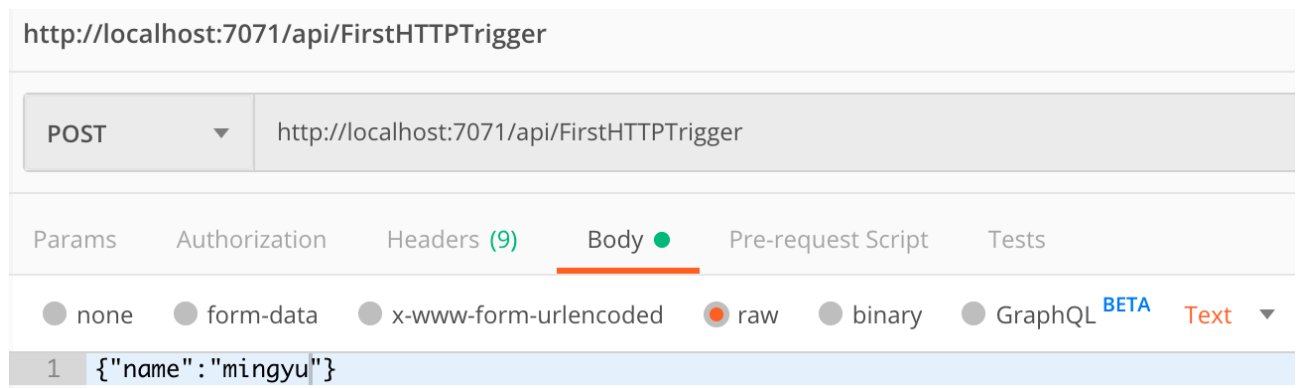 http://localhost:7071/api/FirstHTTPTrigger
POST http://localhost:7071/api/FirstHTTPTrigger
Params Authorization Headers (9) Body Pre-request Script Tests
none form-data x-www-form-urlencoded raw binary GraphQL BETA Text
1 {"name":"mingyu"}